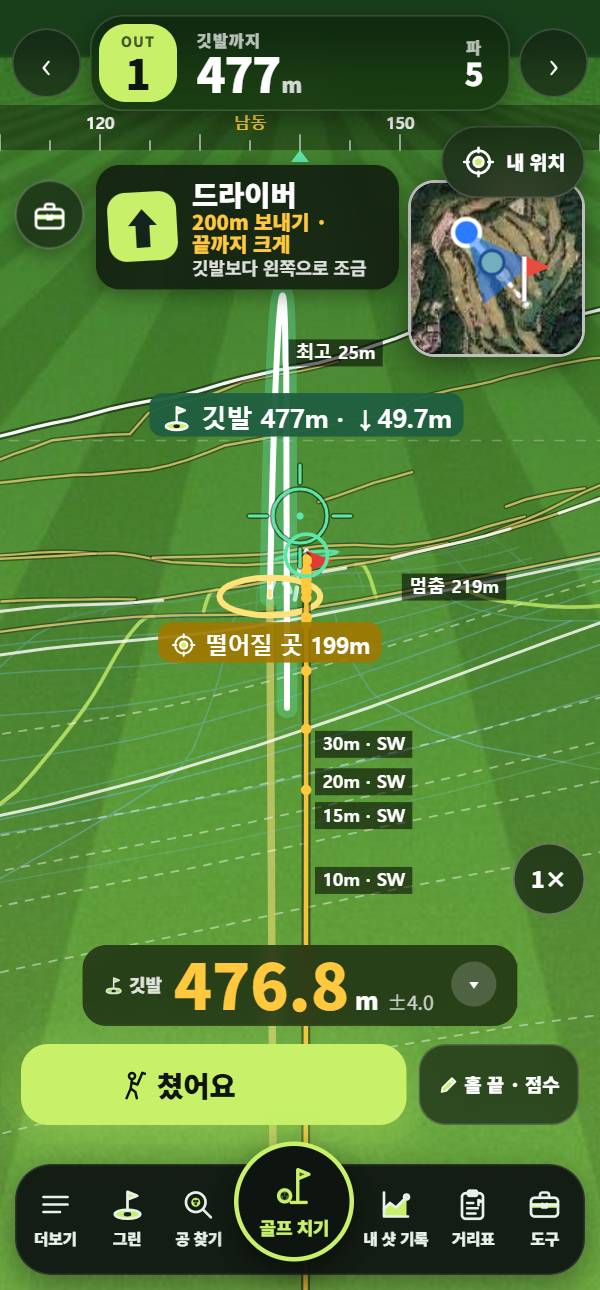 OUT
1
깃발까지
477m
파
5
120
남동
150
내 위치
드라이버
200m 보내기 ·
끝까지 크게
깃발보다 왼쪽으로 조금
최고 25m
깃발 477m · ↓49.7m
멈춤 219m
떨어질 곳 199m
30m · SW
20m · SW
15m · SW
10m · SW
1×
깃발 476.8 m ±4.0
쳤어요
홀 끝 · 점수
더보기
그린
공 찾기
골프 치기
내 샷 기록
거리표
도구